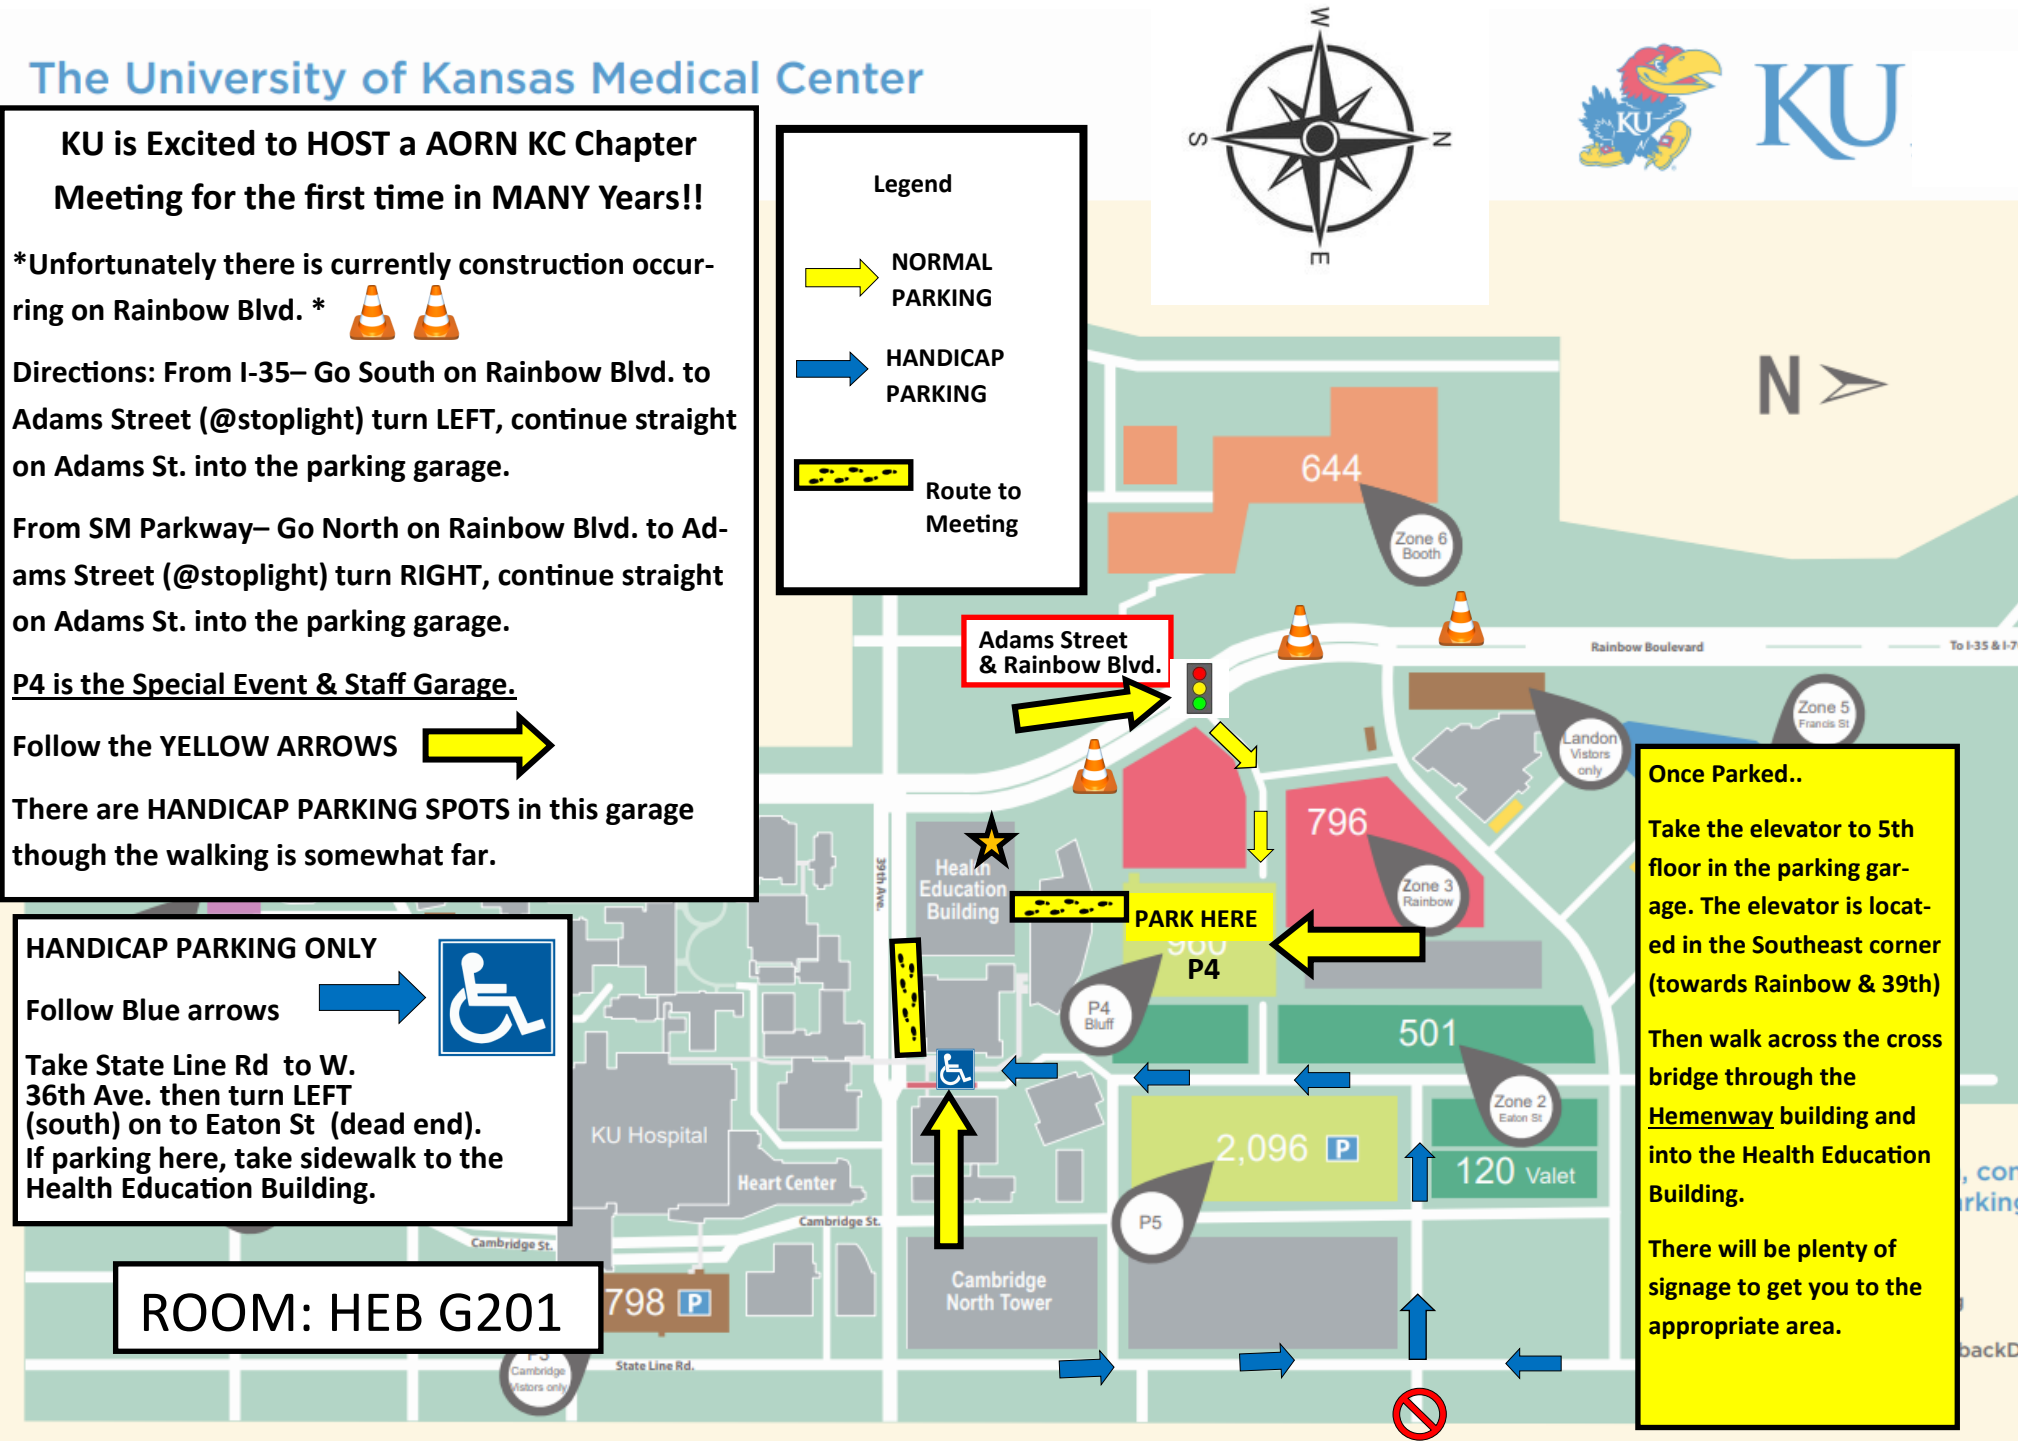 The University of Kansas Medical Center
KU is Excited to HOST a AORN KC Chapter
Meeting for the first time in MANY Years!!
*Unfortunately there is currently construction occur-
ring on Rainbow Blvd. *
Directions: From I-35– Go South on Rainbow Blvd. to
Adams Street (@stoplight) turn LEFT, continue straight
on Adams St. into the parking garage.
From SM Parkway– Go North on Rainbow Blvd. to Ad-
ams Street (@stoplight) turn RIGHT, continue straight
on Adams St. into the parking garage.
P4 is the Special Event & Staff Garage.
Follow the YELLOW ARROWS
There are HANDICAP PARKING SPOTS in this garage
though the walking is somewhat far.
HANDICAP PARKING ONLY
Follow Blue arrows
Take State Line Rd to W.
36th Ave. then turn LEFT
(south) on to Eaton St (dead end).
If parking here, take sidewalk to the
Health Education Building.
ROOM: HEB G201
Legend
NORMAL
PARKING
HANDICAP
PARKING
Route to
Meeting
W
S
N
E
KU
KU
N
644
Zone 6
Booth
Adams Street
& Rainbow Blvd.
Rainbow Boulevard
To I-35 & I-7
Zone 5
Francis St
Landon
Vistors
only
796
Zone 3
Rainbow
39th Ave.
Health
Education
Building
PARK HERE
960
P4
P4
Bluff
501
Zone 2
Eaton St
2,096 P
120 Valet
P5
KU Hospital
Heart Center
Cambridge St.
Cambridge St.
Cambridge
North Tower
798 P
P3
Cambridge
Vistors only
State Line Rd.
Once Parked..
Take the elevator to 5th
floor in the parking gar-
age. The elevator is locat-
ed in the Southeast corner
(towards Rainbow & 39th)
Then walk across the cross
bridge through the
Hemenway building and
into the Health Education
Building.
There will be plenty of
signage to get you to the
appropriate area.
, con
rking
backD